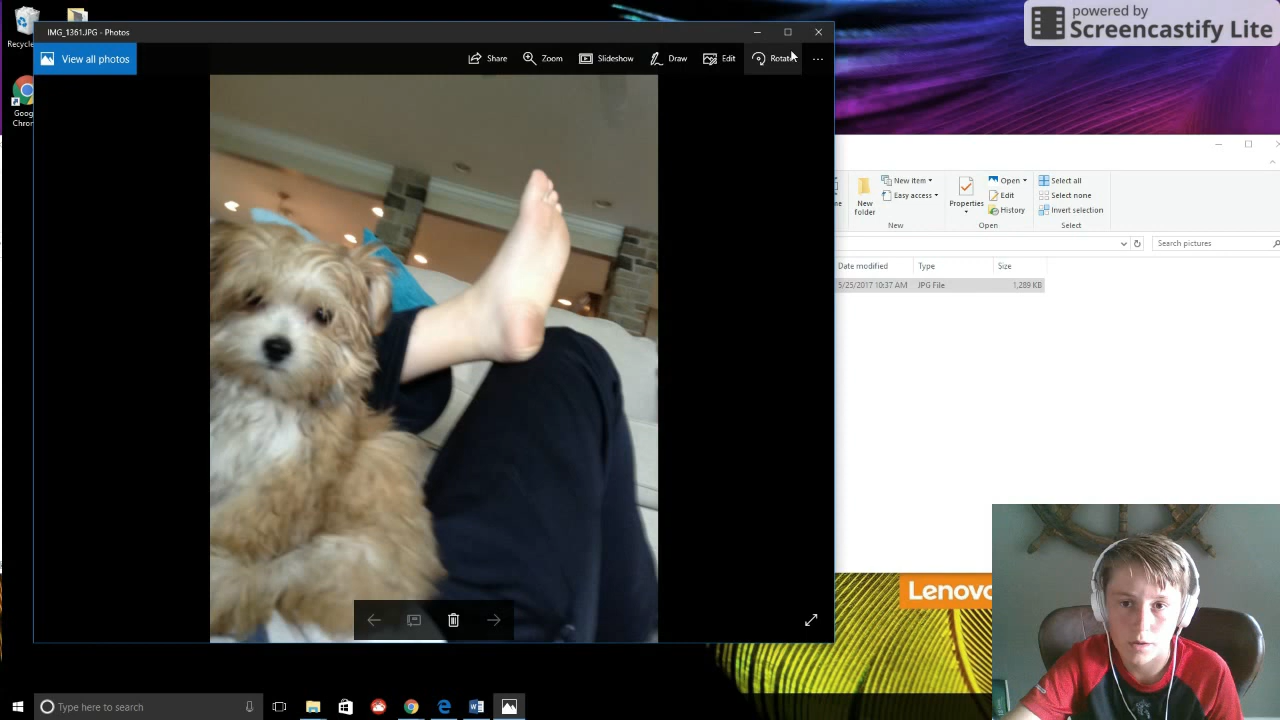 powered by
Screencastify Lite
IMG_1361.JPG - Photos
View all photos
Share
Zoom
Slideshow
Draw
Edit
Rotate
New item
Easy access
New
folder
New
Properties
Open
Edit
History
Open
Select all
Select none
Invert selection
Select
Search pictures
Date modified
Type
Size
5/25/2017 10:37 AM
JPG File
1,289 KB
Type here to search